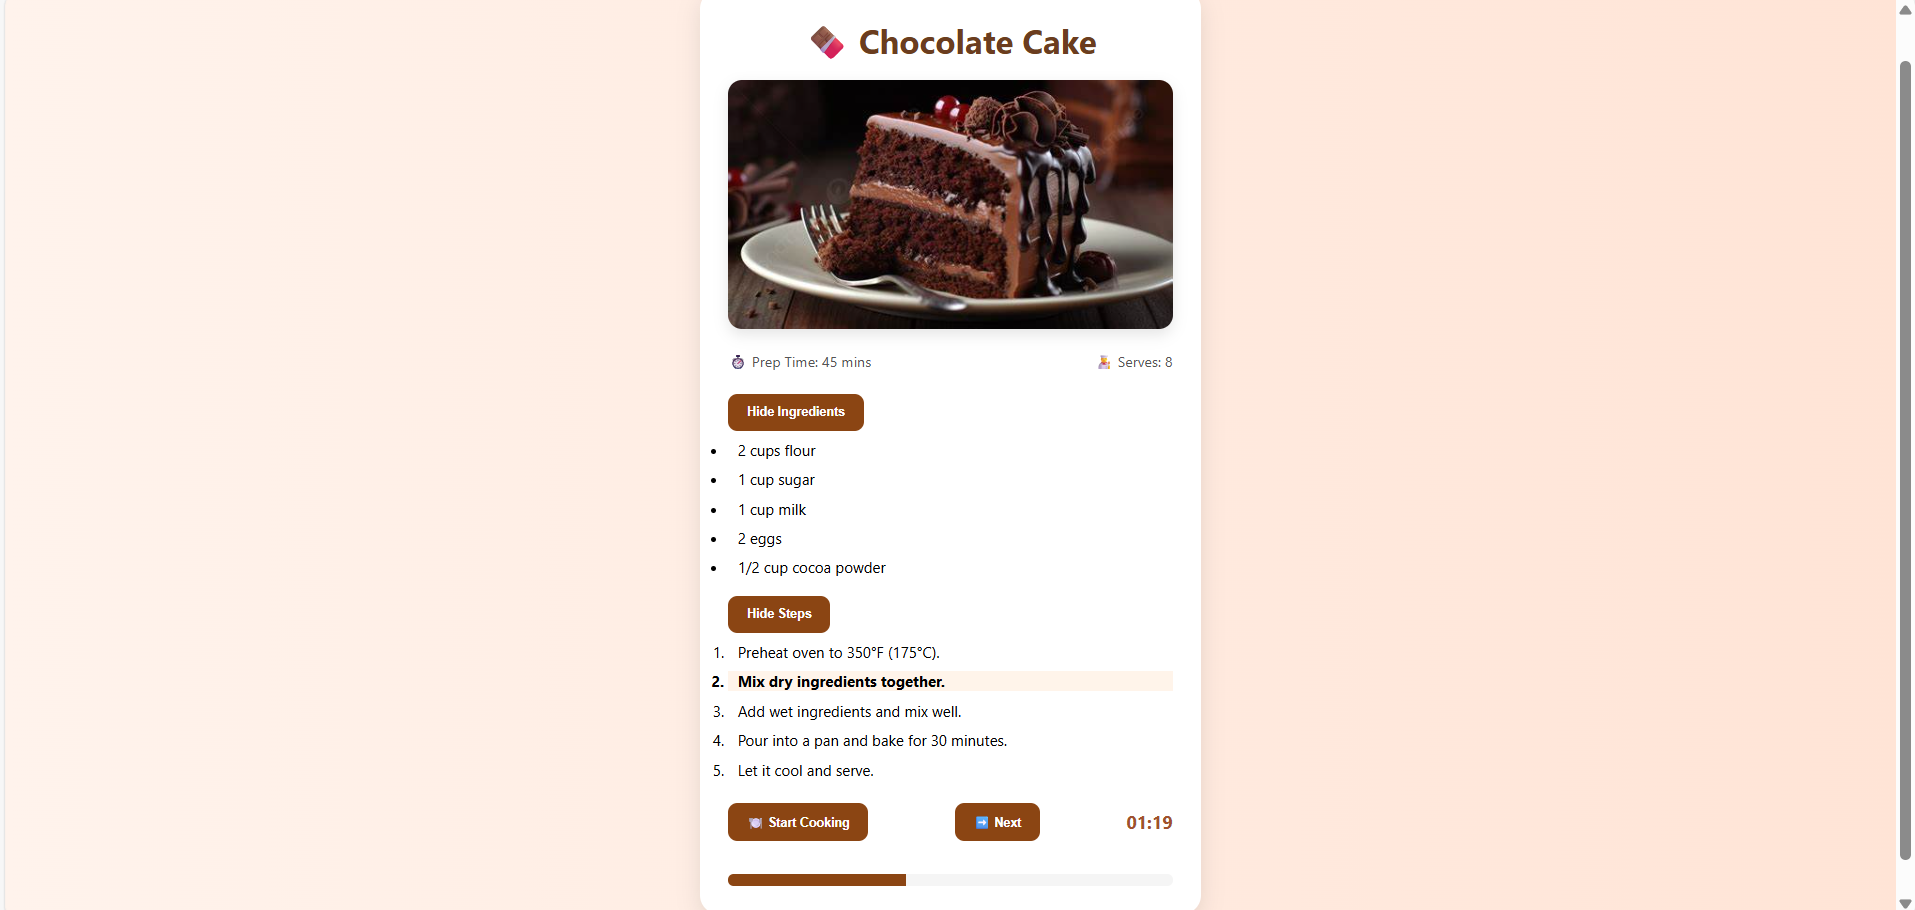 Chocolate Cake
Prep Time: 45 mins
Serves: 8
Hide Ingredients
• 2 cups flour
• 1 cup sugar
• 1 cup milk
• 2 eggs
• 1/2 cup cocoa powder
Hide Steps
1. Preheat oven to 350°F (175°C).
2. Mix dry ingredients together.
3. Add wet ingredients and mix well.
4. Pour into a pan and bake for 30 minutes.
5. Let it cool and serve.
Start Cooking
Next
01:19